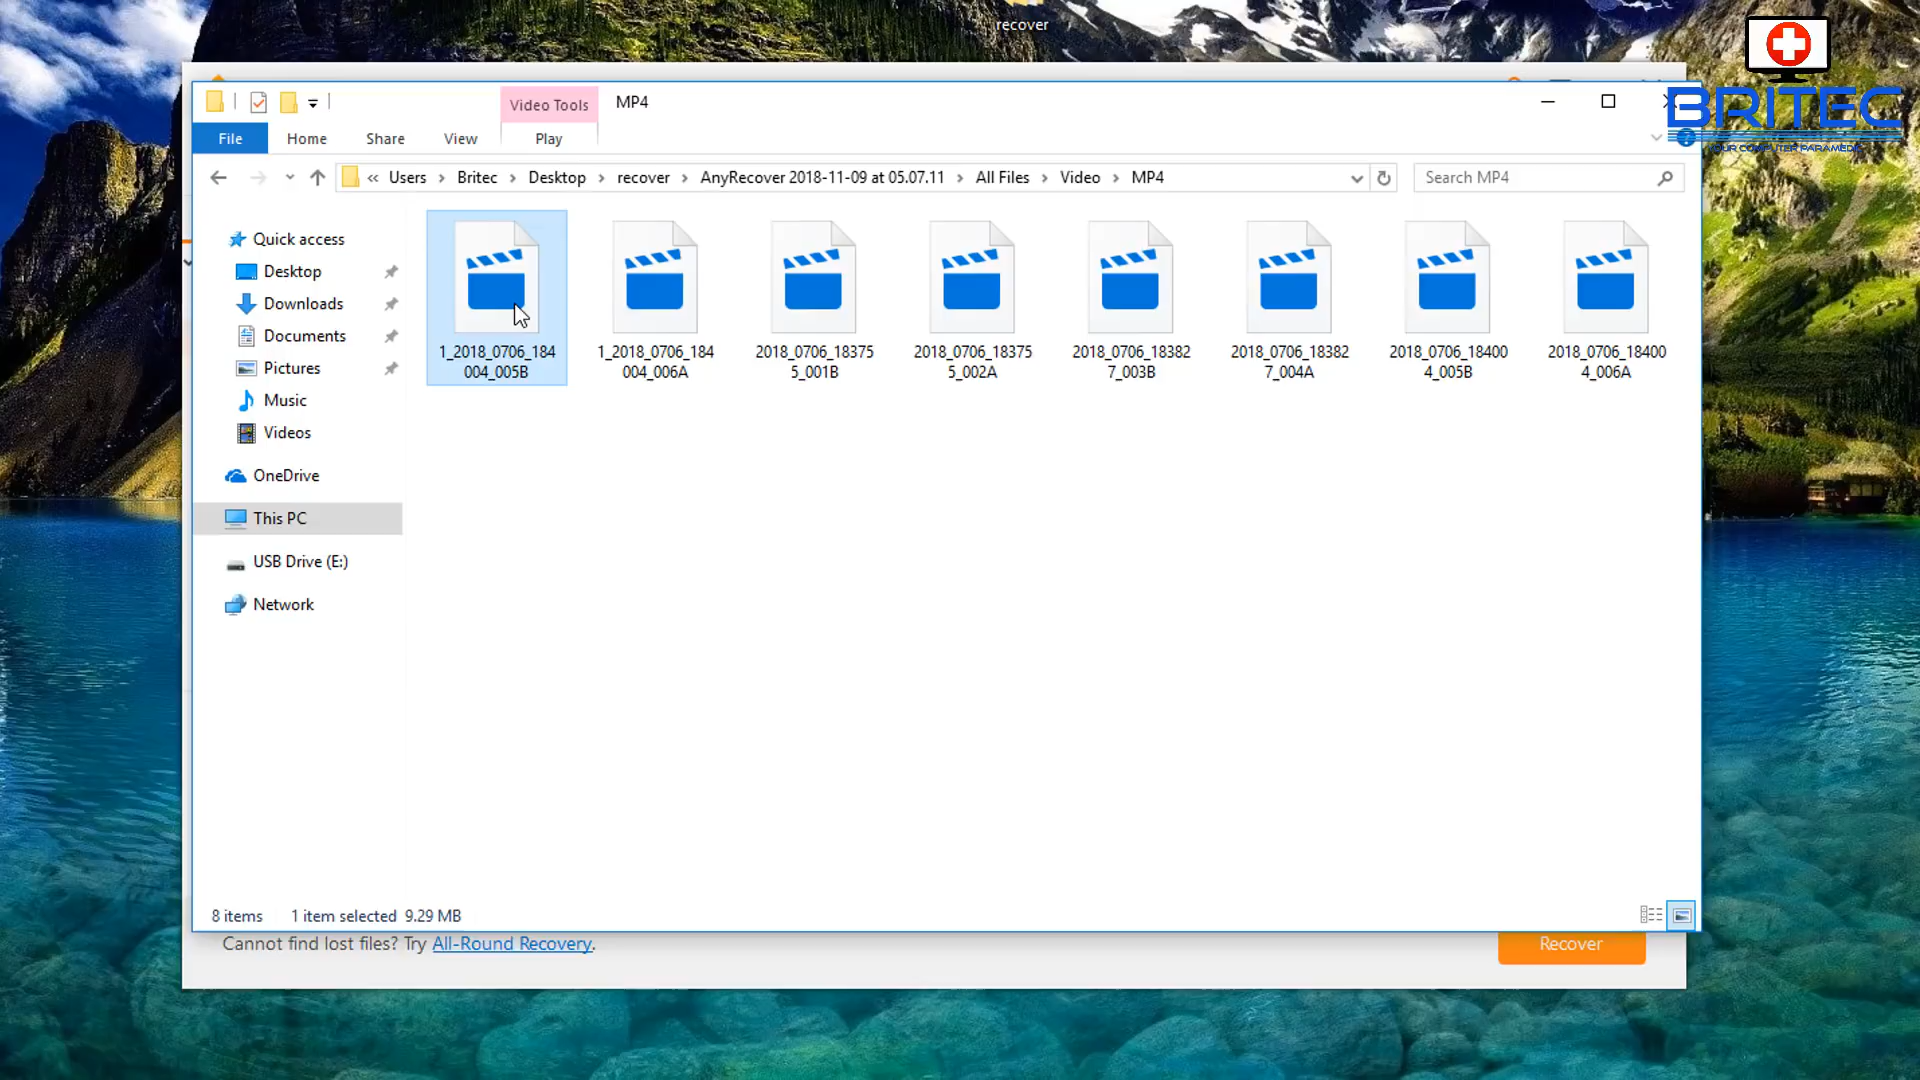 recover
BRITEC
YOUR COMPUTER PARAMEDIC
Video Tools
MP4
File
Home
Share
View
Play
« Users > Britec > Desktop > recover > AnyRecover 2018-11-09 at 05.07.11 > All Files > Video > MP4
Search MP4
Quick access
Desktop
Downloads
Documents
Pictures
Music
Videos
OneDrive
This PC
USB Drive (E:)
Network
1_2018_0706_184
004_005B
1_2018_0706_184
004_006A
2018_0706_18375
5_001B
2018_0706_18375
5_002A
2018_0706_18382
7_003B
2018_0706_18382
7_004A
2018_0706_18400
4_005B
2018_0706_18400
4_006A
8 items
1 item selected 9.29 MB
Cannot find lost files? Try All-Round Recovery.
Recover